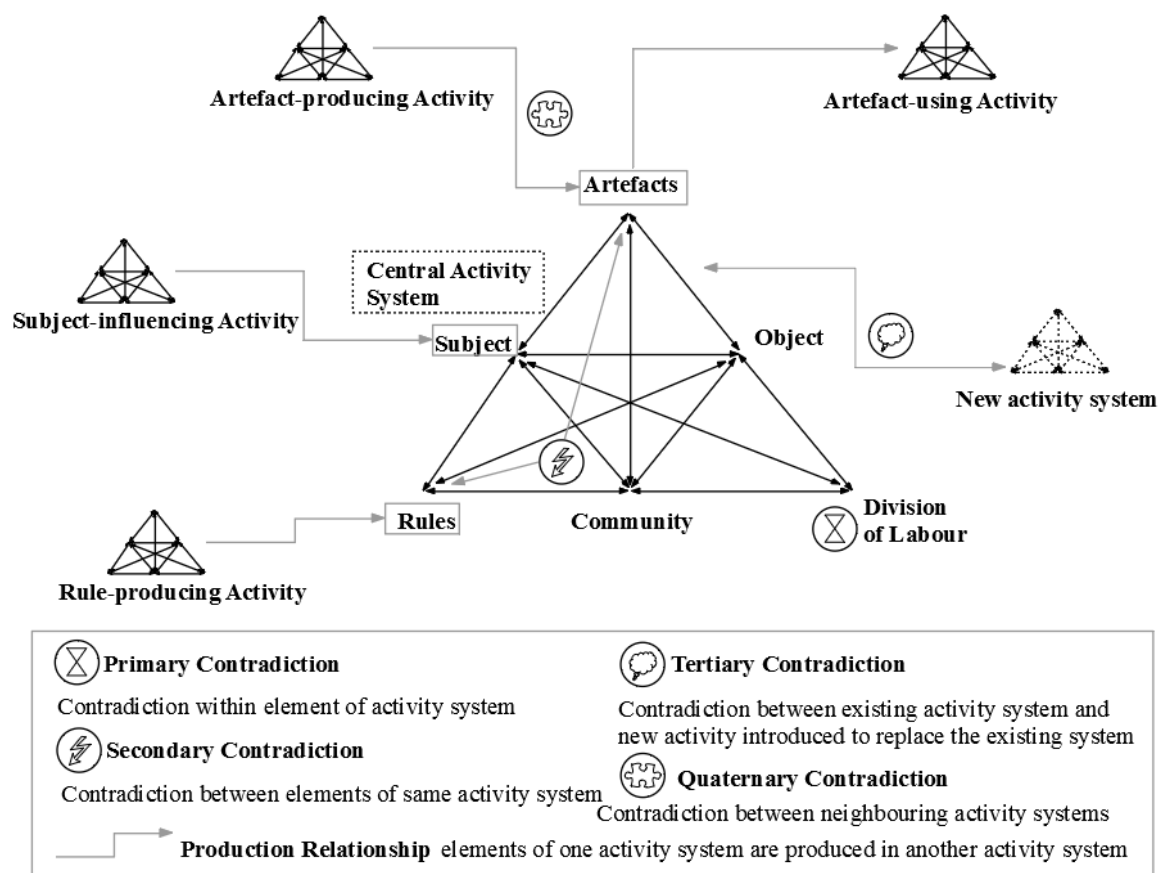 Artefact-producing Activity
Artefact-using Activity
Artefacts
Central Activity
System
Subject-influencing Activity
Subject
Object
New activity system
Rules
Community
Division
of Labour
Rule-producing Activity
Primary Contradiction
Contradiction within element of activity system
Secondary Contradiction
Contradiction between elements of same activity system
Tertiary Contradiction
Contradiction between existing activity system and
new activity introduced to replace the existing system
Quaternary Contradiction
Contradiction between neighbouring activity systems
Production Relationship elements of one activity system are produced in another activity system